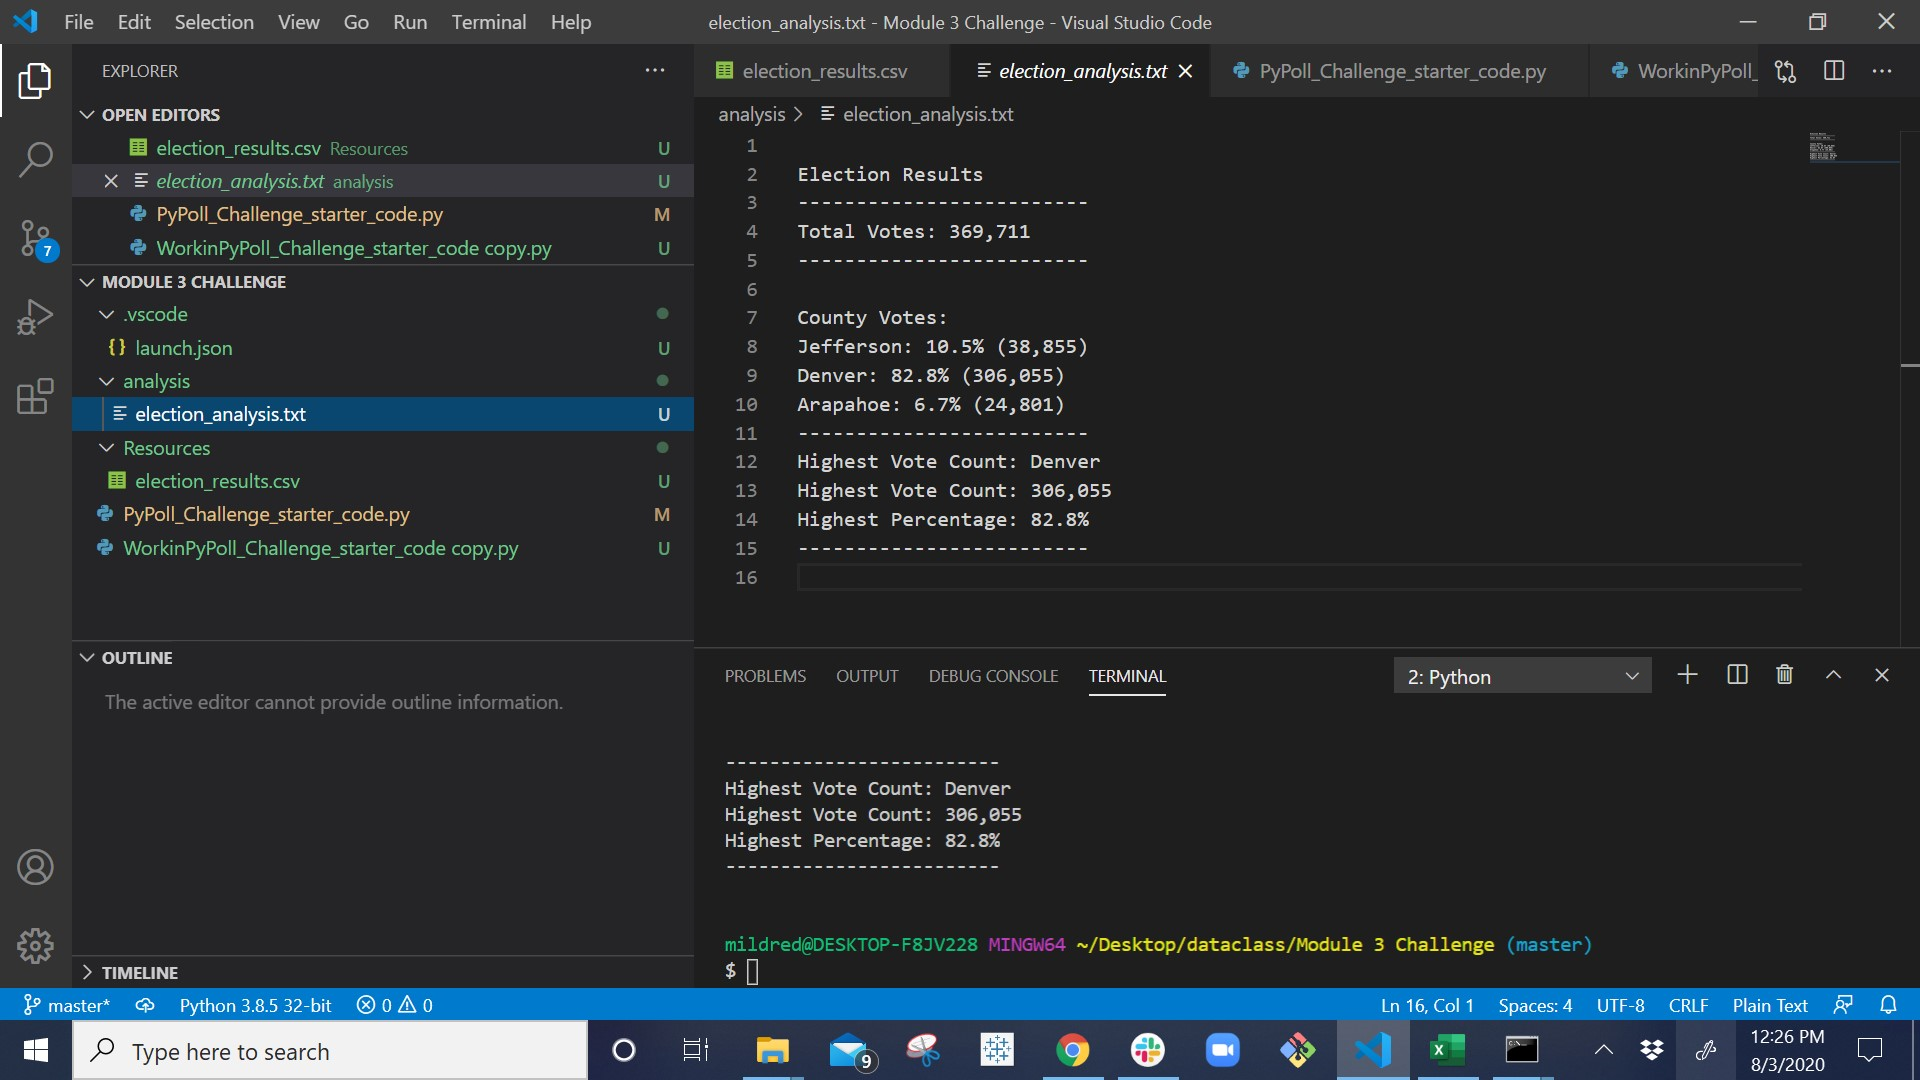 File Edit Selection View Go Run Terminal Help
election_analysis.txt - Module 3 Challenge - Visual Studio Code
EXPLORER
OPEN EDITORS
election_results.csv Resources U
election_analysis.txt analysis U
PyPoll_Challenge_starter_code.py M
WorkinPyPoll_Challenge_starter_code copy.py U
MODULE 3 CHALLENGE
.vscode
{} launch.json U
analysis
election_analysis.txt U
Resources
election_results.csv U
PyPoll_Challenge_starter_code.py M
WorkinPyPoll_Challenge_starter_code copy.py U
7
OUTLINE
The active editor cannot provide outline information.
TIMELINE
election_results.csv election_analysis.txt PyPoll_Challenge_starter_code.py WorkinPyPoll_
analysis > election_analysis.txt
1
2 Election Results
3 -------------------------
4 Total Votes: 369,711
5 -------------------------
6
7 County Votes:
8 Jefferson: 10.5% (38,855)
9 Denver: 82.8% (306,055)
10 Arapahoe: 6.7% (24,801)
11 -------------------------
12 Highest Vote Count: Denver
13 Highest Vote Count: 306,055
14 Highest Percentage: 82.8%
15 -------------------------
16
PROBLEMS OUTPUT DEBUG CONSOLE TERMINAL 2: Python
-------------------------
Highest Vote Count: Denver
Highest Vote Count: 306,055
Highest Percentage: 82.8%
-------------------------
mildred@DESKTOP-F8JV228 MINGW64 ~/Desktop/dataclass/Module 3 Challenge (master)
$
master* Python 3.8.5 32-bit 0 0 Ln 16, Col 1 Spaces: 4 UTF-8 CRLF Plain Text
Type here to search
9
12:26 PM
8/3/2020